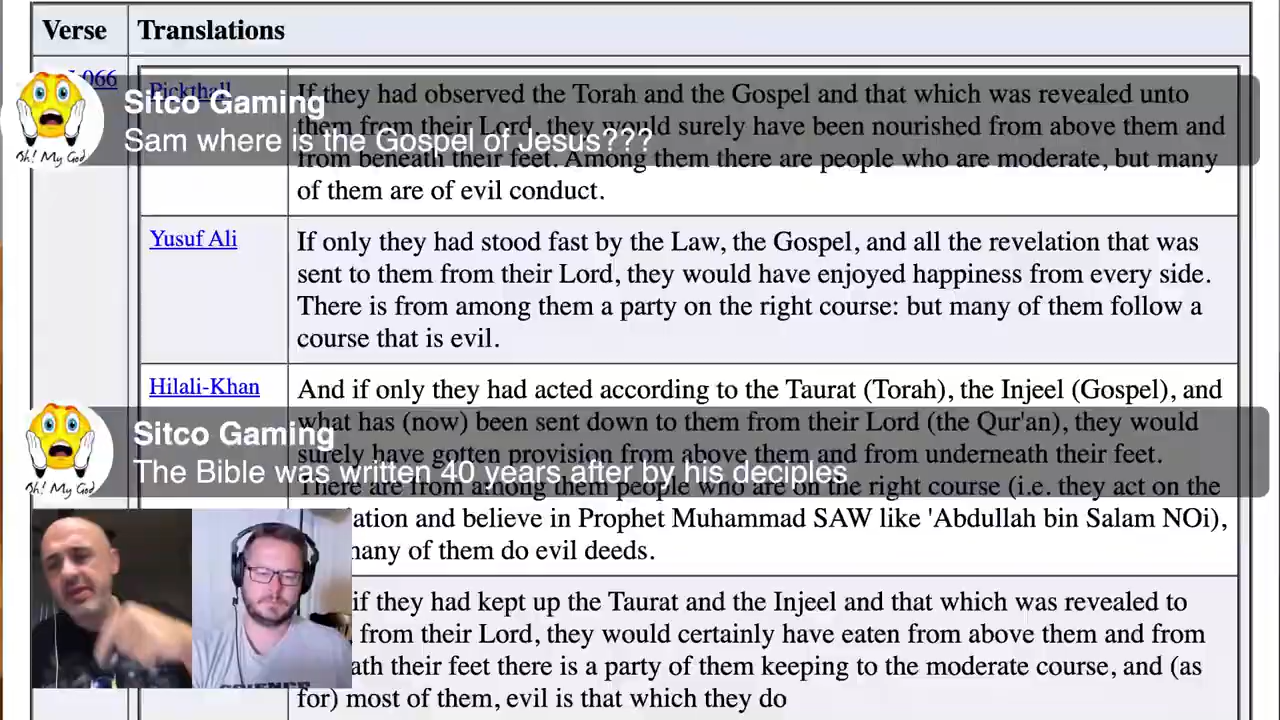 Verse Translations
066
Pickthall
If they had observed the Torah and the Gospel and that which was revealed unto
them from their Lord, they would surely have been nourished from above them and
from beneath their feet. Among them there are people who are moderate, but many
of them are of evil conduct.
Sitco Gaming
Sam where is the Gospel of Jesus???
Oh! My God
Yusuf Ali
If only they had stood fast by the Law, the Gospel, and all the revelation that was
sent to them from their Lord, they would have enjoyed happiness from every side.
There is from among them a party on the right course: but many of them follow a
course that is evil.
Hilali-Khan
And if only they had acted according to the Taurat (Torah), the Injeel (Gospel), and
what has (now) been sent down to them from their Lord (the Qur'an), they would
surely have gotten provision from above them and from underneath their feet.
There are from among them people who are on the right course (i.e. they act on the
lation and believe in Prophet Muhammad SAW like 'Abdullah bin Salam NOi),
many of them do evil deeds.
Sitco Gaming
The Bible was written 40 years after by his deciples
Oh! My God
if they had kept up the Taurat and the Injeel and that which was revealed to
from their Lord, they would certainly have eaten from above them and from
ath their feet there is a party of them keeping to the moderate course, and (as
for) most of them, evil is that which they do